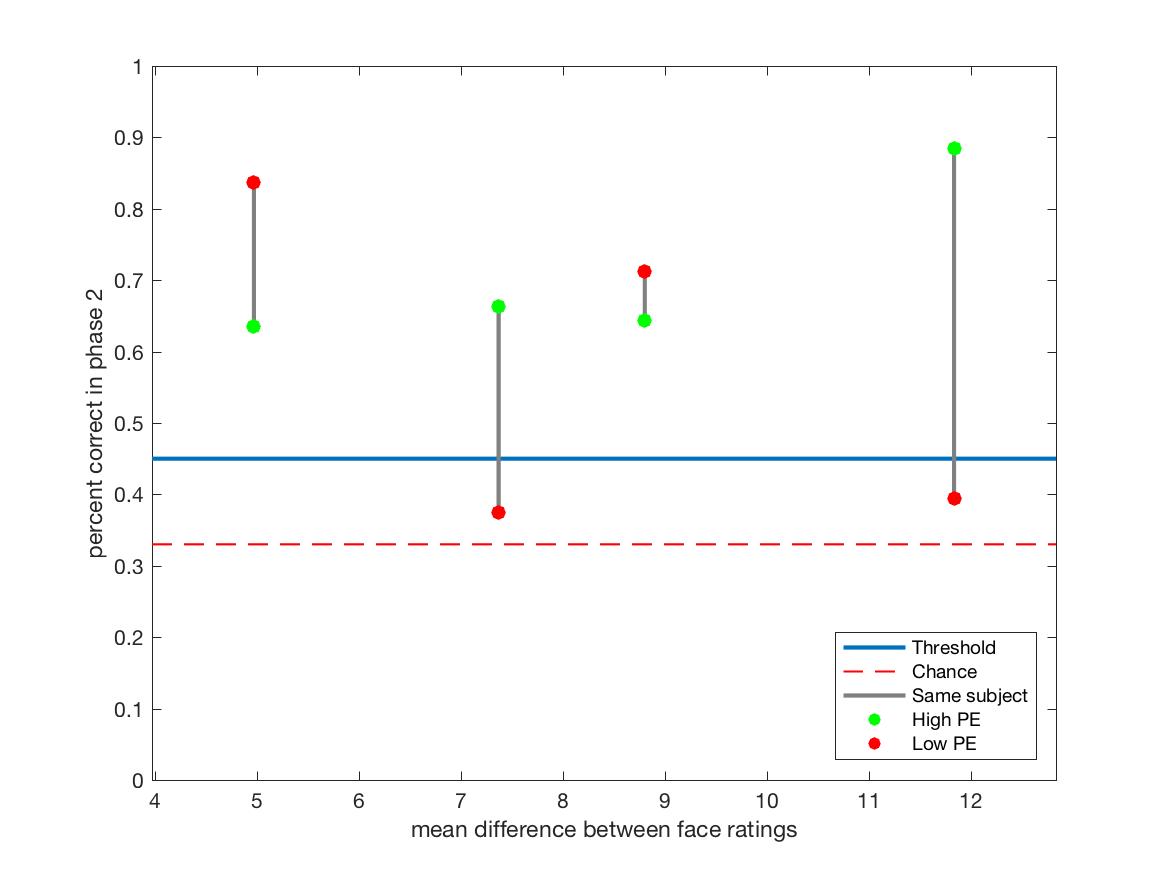 1
0.9
0.8
0.7
0.6
0.5
0.4
0.3
0.2
0.1
0
percent correct in phase 2
4 5 6 7 8 9 10 11 12
mean difference between face ratings
Threshold
Chance
Same subject
High PE
Low PE